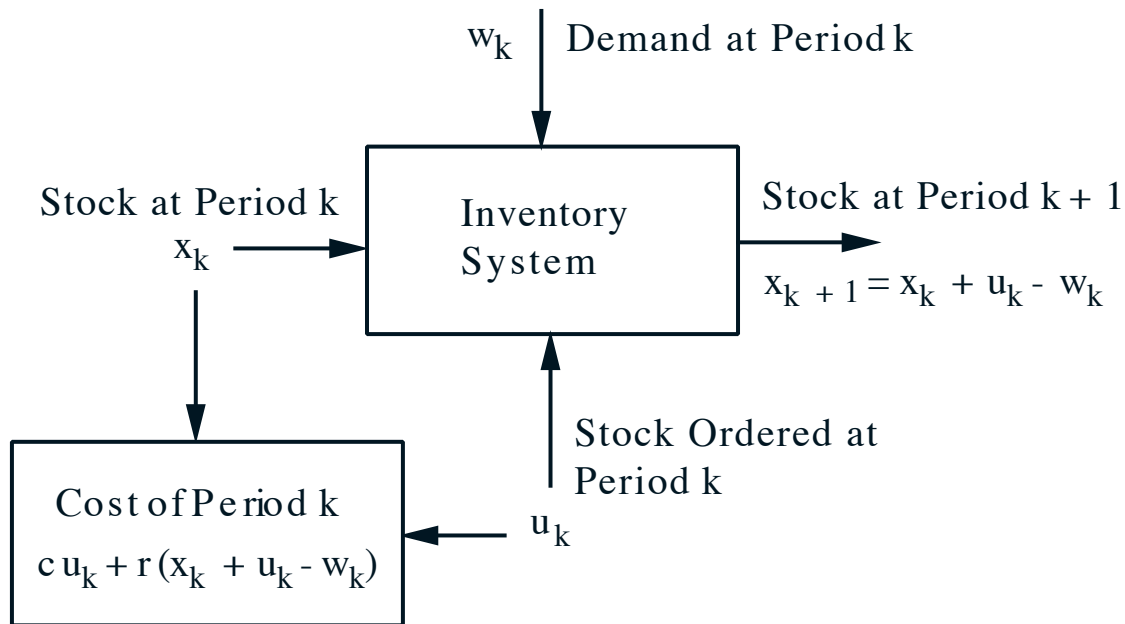 w_k Demand at Period k
Stock at Period k
x_k
Inventory
System
Stock at Period k + 1
x_{k + 1} = x_k + u_k - w_k
Stock Ordered at
Period k
u_k
Cost of Period k
c u_k + r (x_k + u_k - w_k)